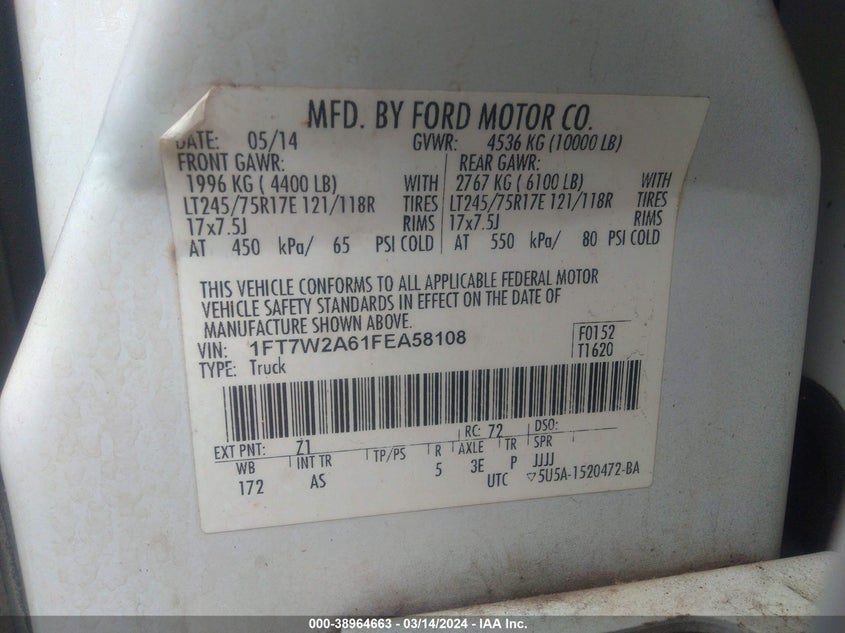 MFD. BY FORD MOTOR CO.
DATE: 05/14 GVWR: 4536 KG (10000 LB)
FRONT GAWR: REAR GAWR:
1996 KG ( 4400 LB) WITH 2767 KG ( 6100 LB) WITH
LT245/75R17E 121/118R TIRES LT245/75R17E 121/118R TIRES
17x7.5J RIMS 17x7.5J RIMS
AT 450 kPa/ 65 PSI COLD AT 550 kPa/ 80 PSI COLD
THIS VEHICLE CONFORMS TO ALL APPLICABLE FEDERAL MOTOR
VEHICLE SAFETY STANDARDS IN EFFECT ON THE DATE OF
MANUFACTURE SHOWN ABOVE.
VIN: 1FT7W2A61FEA58108 F0152
TYPE: Truck T1620
EXT PNT: Z1 RC: 72 DSO:
WB INT TR TP/PS R AXLE TR SPR
172 AS 5 3E P JJJJ
UTC ▽5U5A-1520472-BA
000-38964663 - 03/14/2024 - IAA Inc.